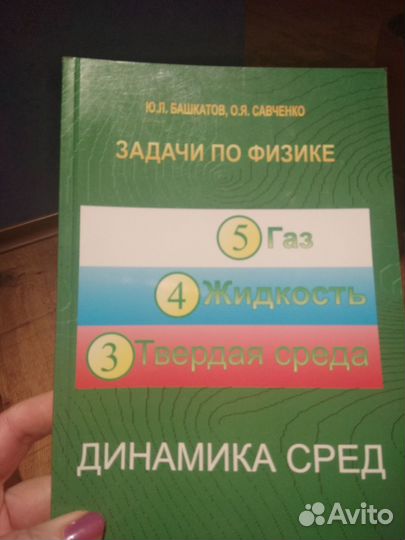 Ю.Л. БАШКАТОВ, О.Я. САВЧЕНКО
ЗАДАЧИ ПО ФИЗИКЕ
5 Газ
4 Жидкость
3 Твердая среда
ДИНАМИКА СРЕД
Avito